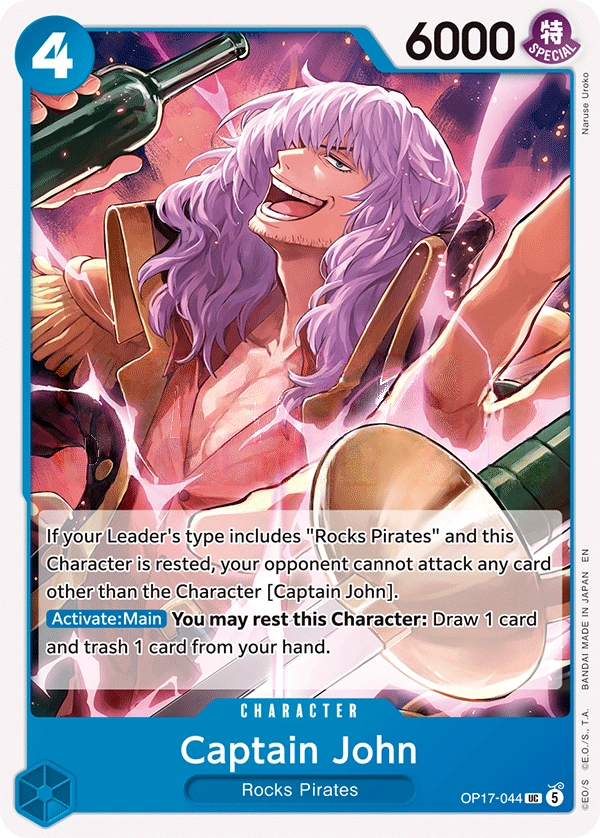 4
6000
特
SPECIAL
Naruse Uroko
If your Leader's type includes "Rocks Pirates" and this
Character is rested, your opponent cannot attack any card
other than the Character [Captain John].
Activate:Main You may rest this Character: Draw 1 card
and trash 1 card from your hand.
CHARACTER
Captain John
Rocks Pirates
OP17-044 UC 5
©EO/S ©E.O./S., T.A. BANDAI MADE IN JAPAN EN